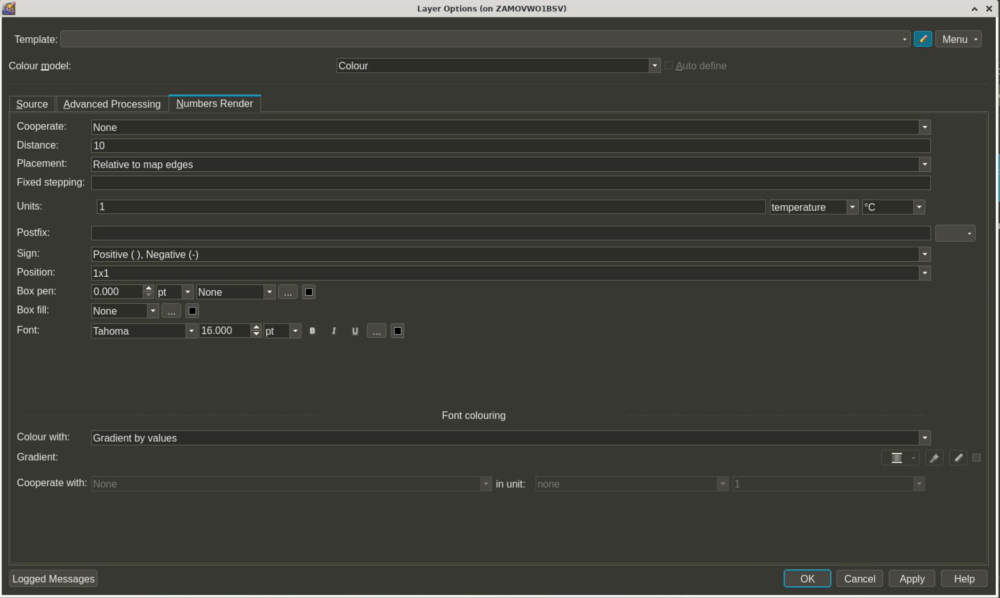 Layer Options (on ZAMOVWO1BSV)
Template: Menu
Colour model: Colour Auto define
Source Advanced Processing Numbers Render
Cooperate: None
Distance: 10
Placement: Relative to map edges
Fixed stepping:
Units: 1 temperature °C
Postfix:
Sign: Positive ( ), Negative (-)
Position: 1x1
Box pen: 0.000 pt None ...
Box fill: None ...
Font: Tahoma 16.000 pt B I U ...
Font colouring
Colour with: Gradient by values
Gradient:
Cooperate with: None in unit: none 1
Logged Messages OK Cancel Apply Help